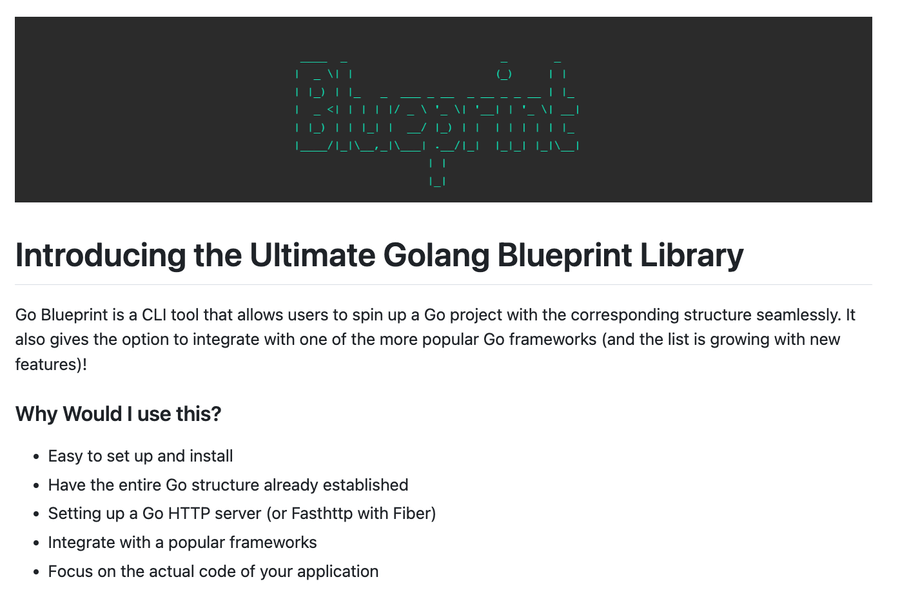 Blueprint
Introducing the Ultimate Golang Blueprint Library
Go Blueprint is a CLI tool that allows users to spin up a Go project with the corresponding structure seamlessly. It
also gives the option to integrate with one of the more popular Go frameworks (and the list is growing with new
features)!
Why Would I use this?
• Easy to set up and install
• Have the entire Go structure already established
• Setting up a Go HTTP server (or Fasthttp with Fiber)
• Integrate with a popular frameworks
• Focus on the actual code of your application